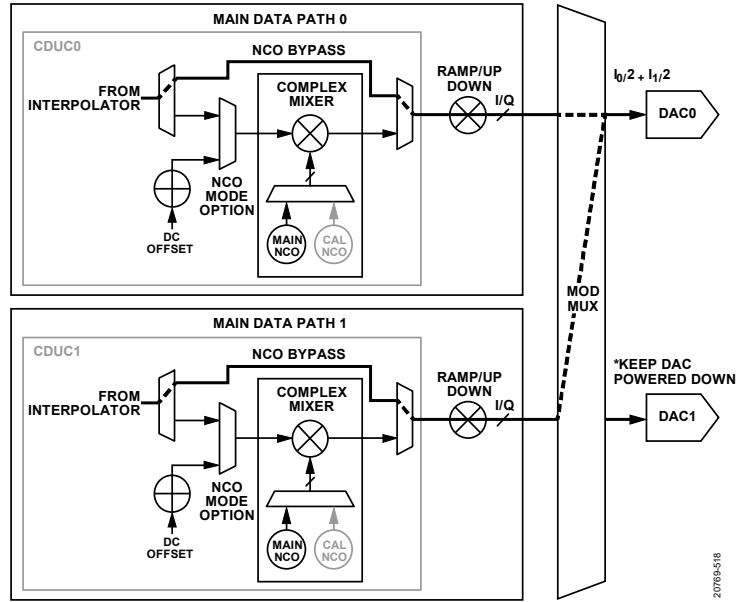 MAIN DATA PATH 0
CDUC0
NCO BYPASS
FROM
INTERPOLATOR
COMPLEX
MIXER
RAMP/UP
DOWN
I/Q
I0/2 + I1/2
DAC0
NCO
MODE
OPTION
DC
OFFSET
MAIN
NCO
CAL
NCO
MOD
MUX
MAIN DATA PATH 1
CDUC1
NCO BYPASS
FROM
INTERPOLATOR
COMPLEX
MIXER
RAMP/UP
DOWN
I/Q
*KEEP DAC
POWERED DOWN
DAC1
NCO
MODE
OPTION
DC
OFFSET
MAIN
NCO
CAL
NCO
20769-518